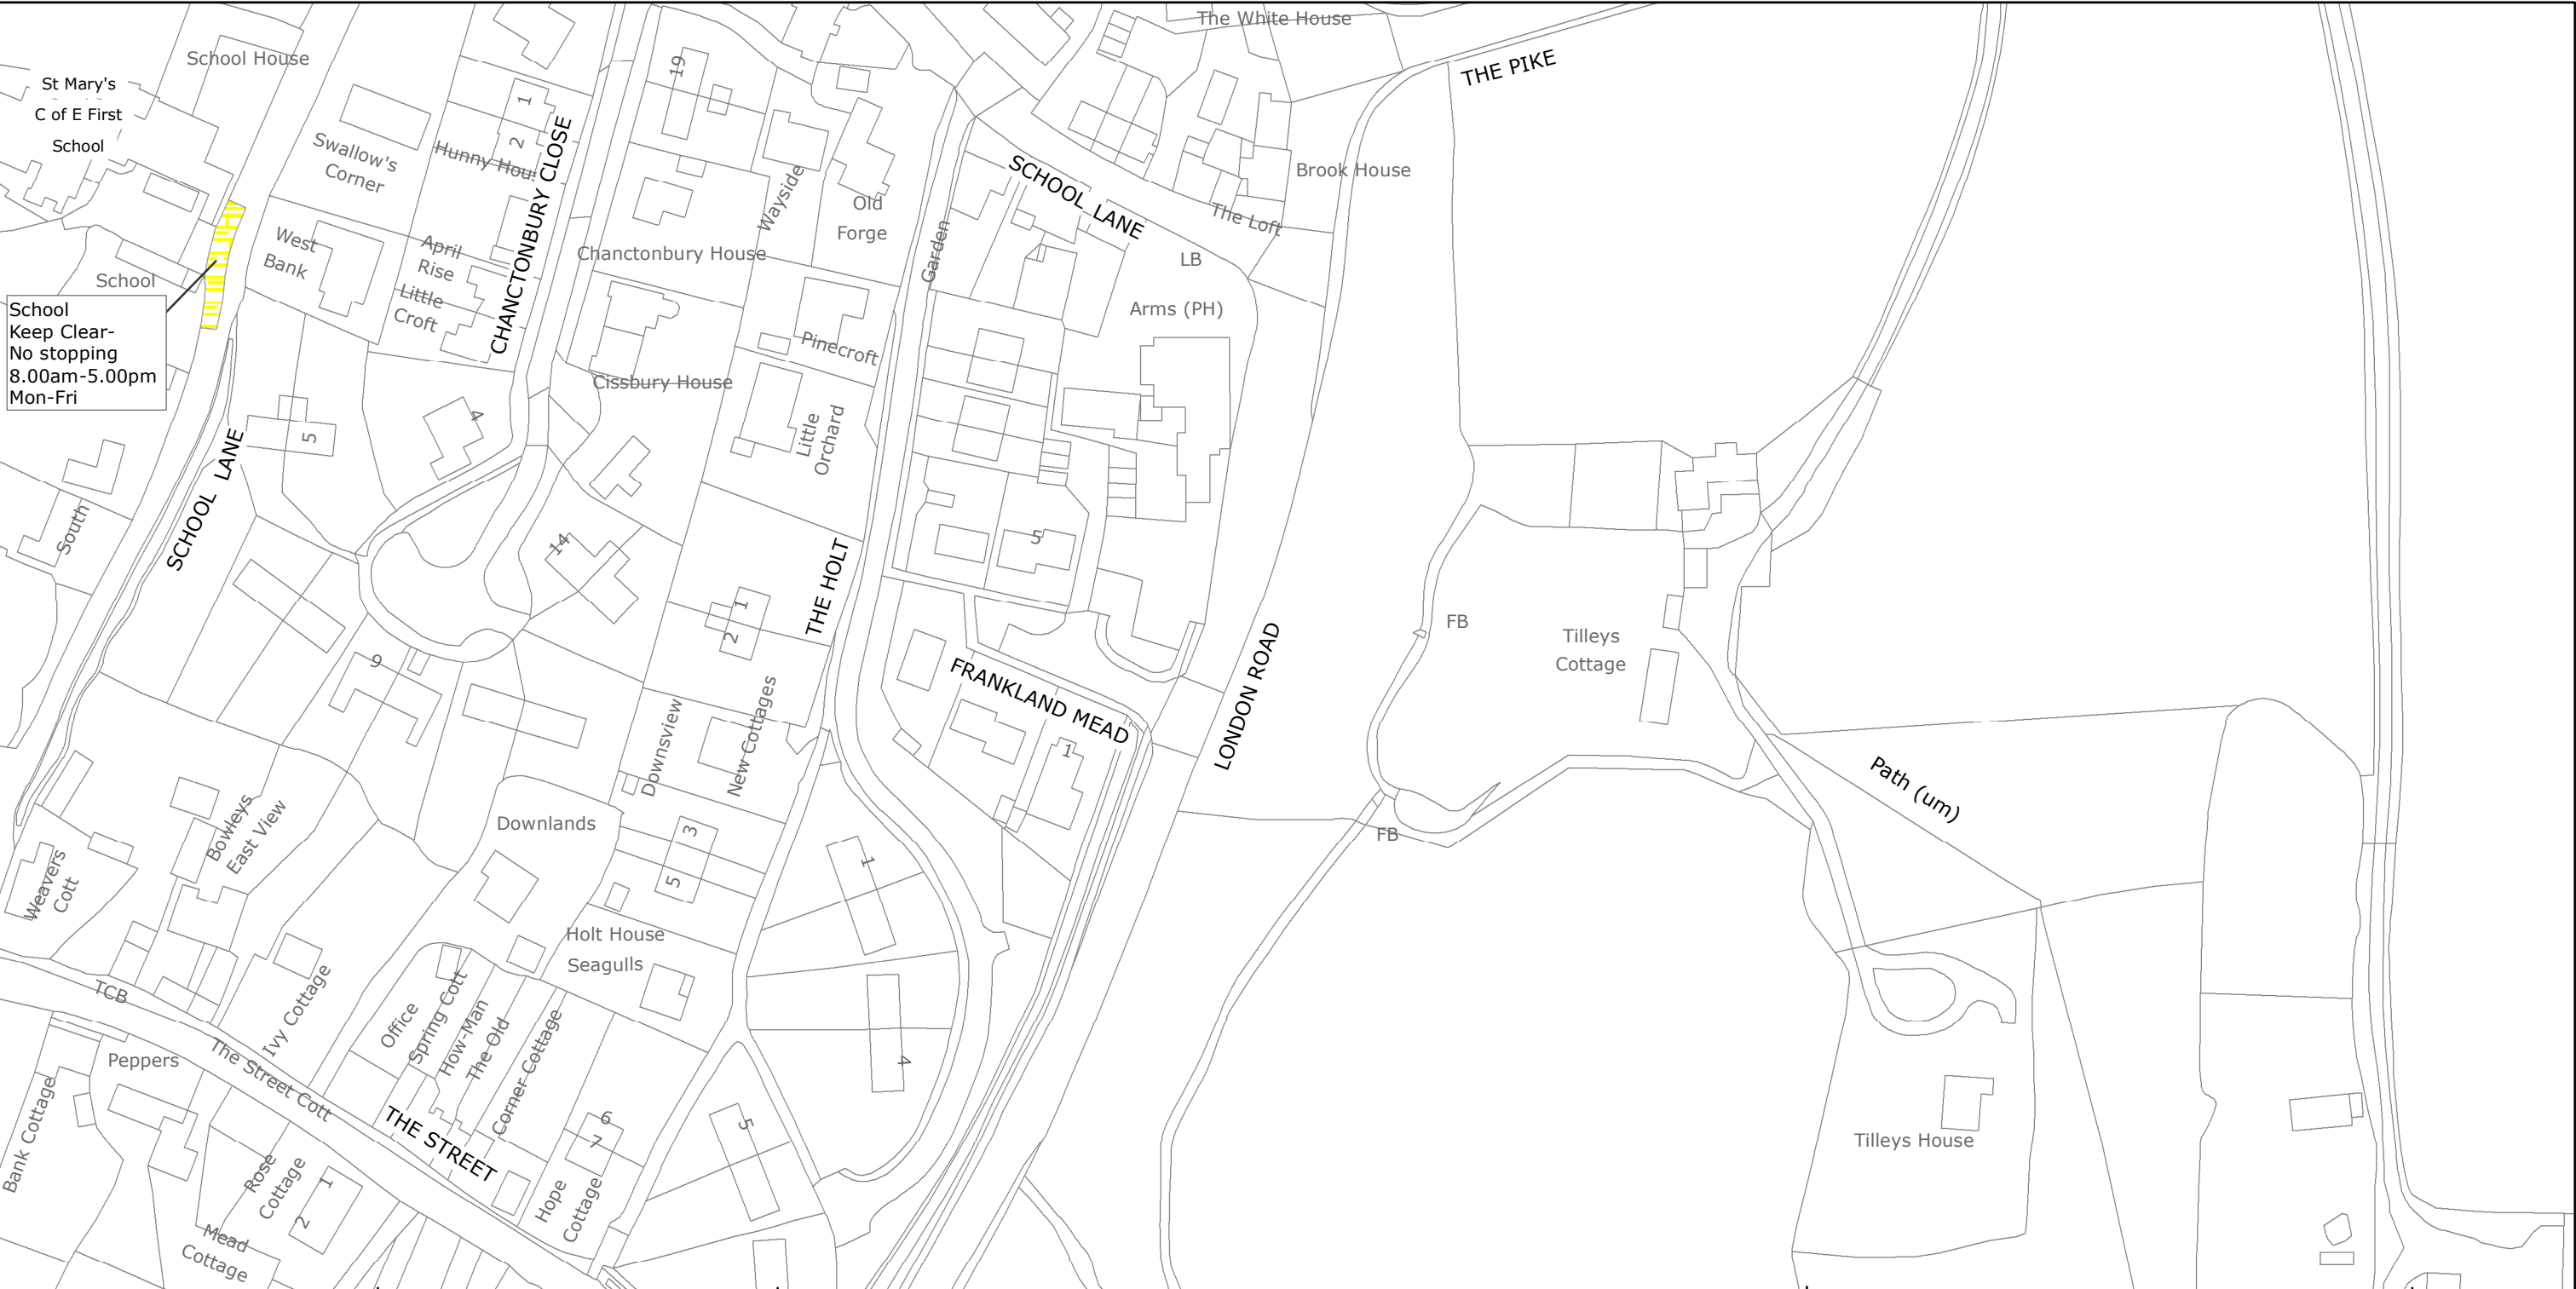 The White House
School House
THE PIKE
St Mary's
C of E First
School
19
1
2
Swallow's
Corner
Hunny Hou
CHANCTONBURY CLOSE
Wayside
Old
Forge
SCHOOL LANE
Brook House
The Loft
West
Bank
April
Rise
Little
Croft
Chanctonbury House
Garden
LB
Arms (PH)
School
School
Keep Clear-
No stopping
8.00am-5.00pm
Mon-Fri
Pinecroft
Cissbury House
Little
Orchard
4
5
SCHOOL LANE
South
14
5
THE HOLT
1
2
FB
Tilleys
Cottage
9
FRANKLAND MEAD
LONDON ROAD
1
Downsview
New Cottages
Path (um)
Bowleys
East View
Downlands
3
5
1
FB
Weavers
Cott
Holt House
Seagulls
TCB
Ivy Cottage
Office
Spring Cott
How-Man
The Old
Corner Cottage
4
Peppers
The Street Cott
THE STREET
6
7
5
Tilleys House
Bank Cottage
Rose
Cottage
1
2
Hope
Cottage
Mead
Cottage